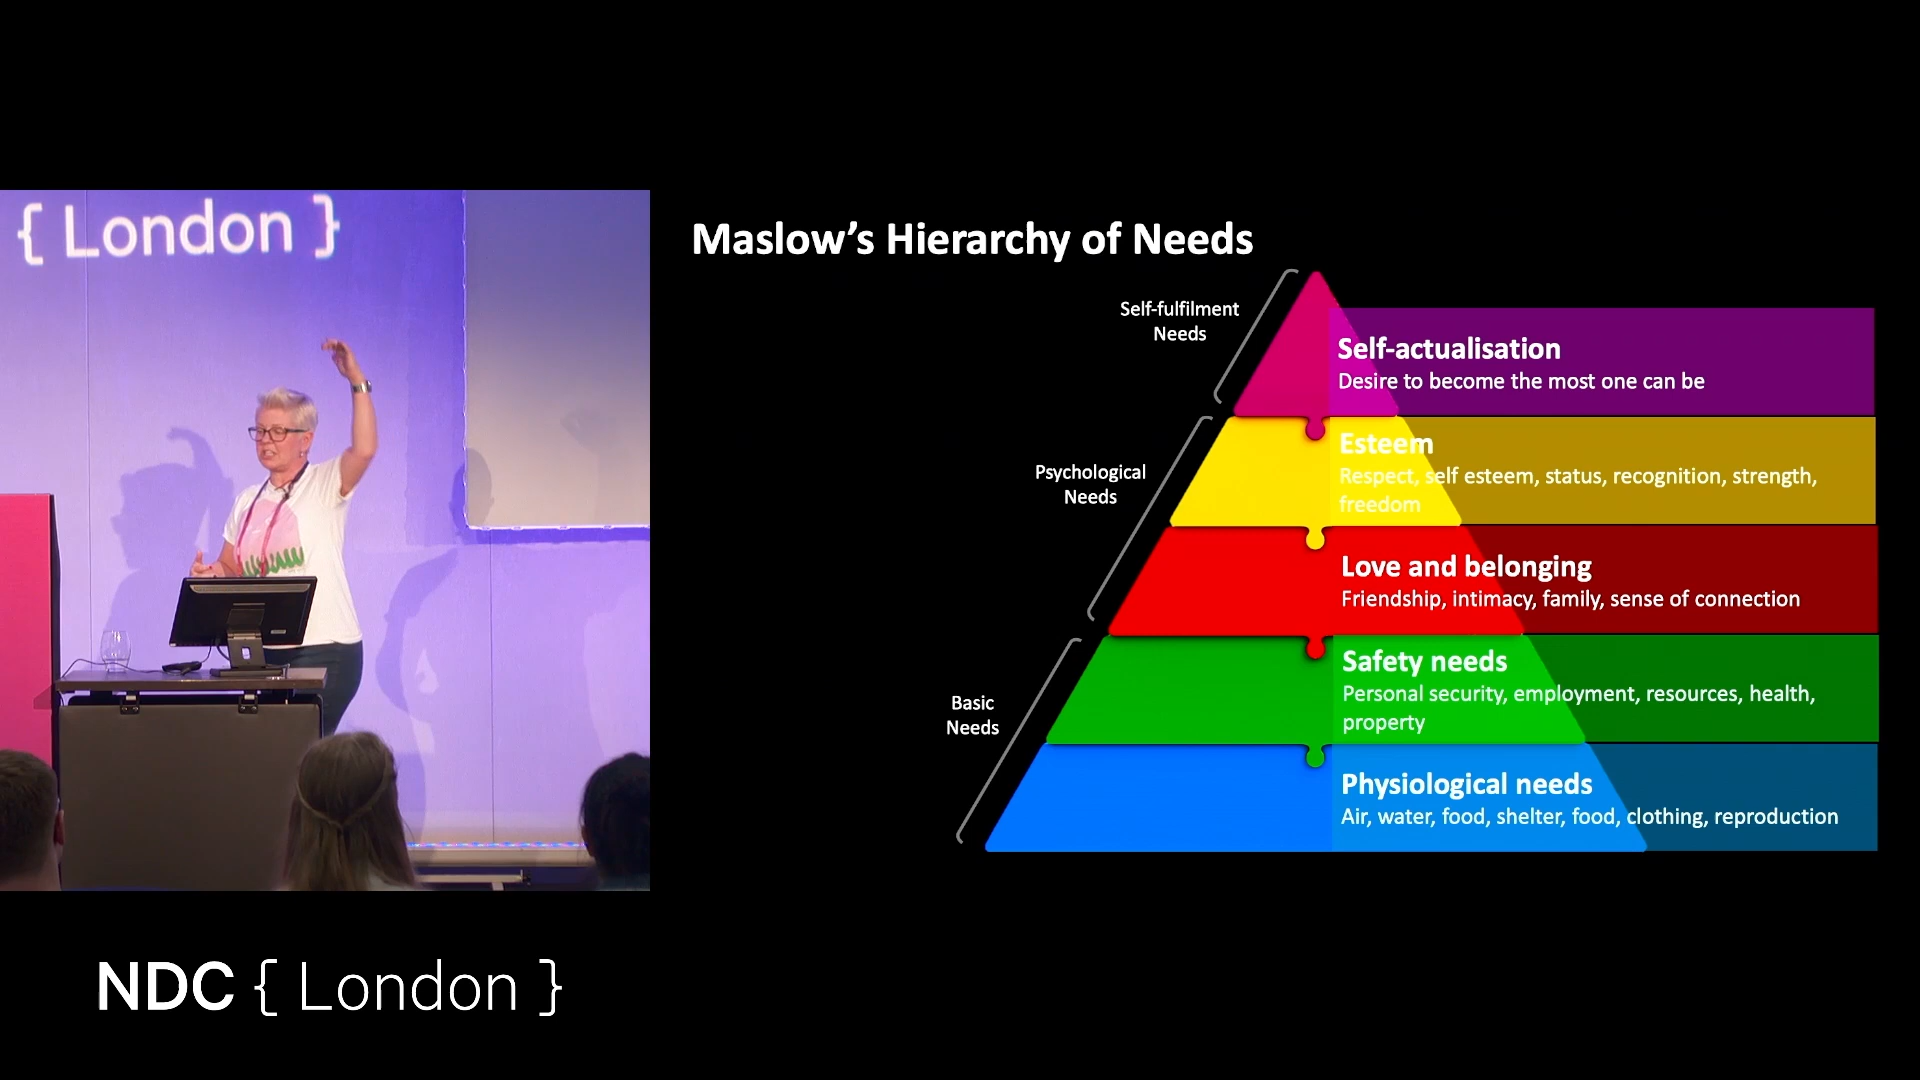 { London }
Maslow's Hierarchy of Needs
Self-fulfilment
Needs
Self-actualisation
Desire to become the most one can be
Psychological
Needs
Esteem
Respect, self esteem, status, recognition, strength,
freedom
Love and belonging
Friendship, intimacy, family, sense of connection
Basic
Needs
Safety needs
Personal security, employment, resources, health,
property
Physiological needs
Air, water, food, shelter, food, clothing, reproduction
NDC { London }